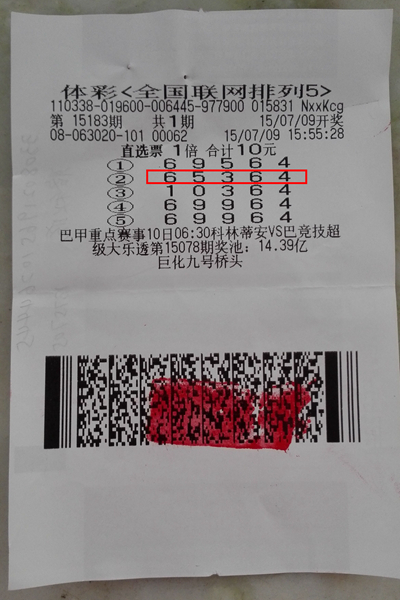 体彩<全国联网排列5>
110338-019600-006445-977900 015831 NxxKcg
第 15183期 共1期 15/07/09开奖
08-063020-101 00062 15/07/09 15:55:28
直选票 1倍 合计10元
① 6 9 5 6 4
② 6 5 3 6 4
③ 1 0 3 6 4
④ 6 9 9 6 4
⑤ 6 9 9 6 4
巴甲重点赛事10日06:30科林蒂安VS巴竞技超
级大乐透第15078期奖池：14.39亿
巨化九号桥头